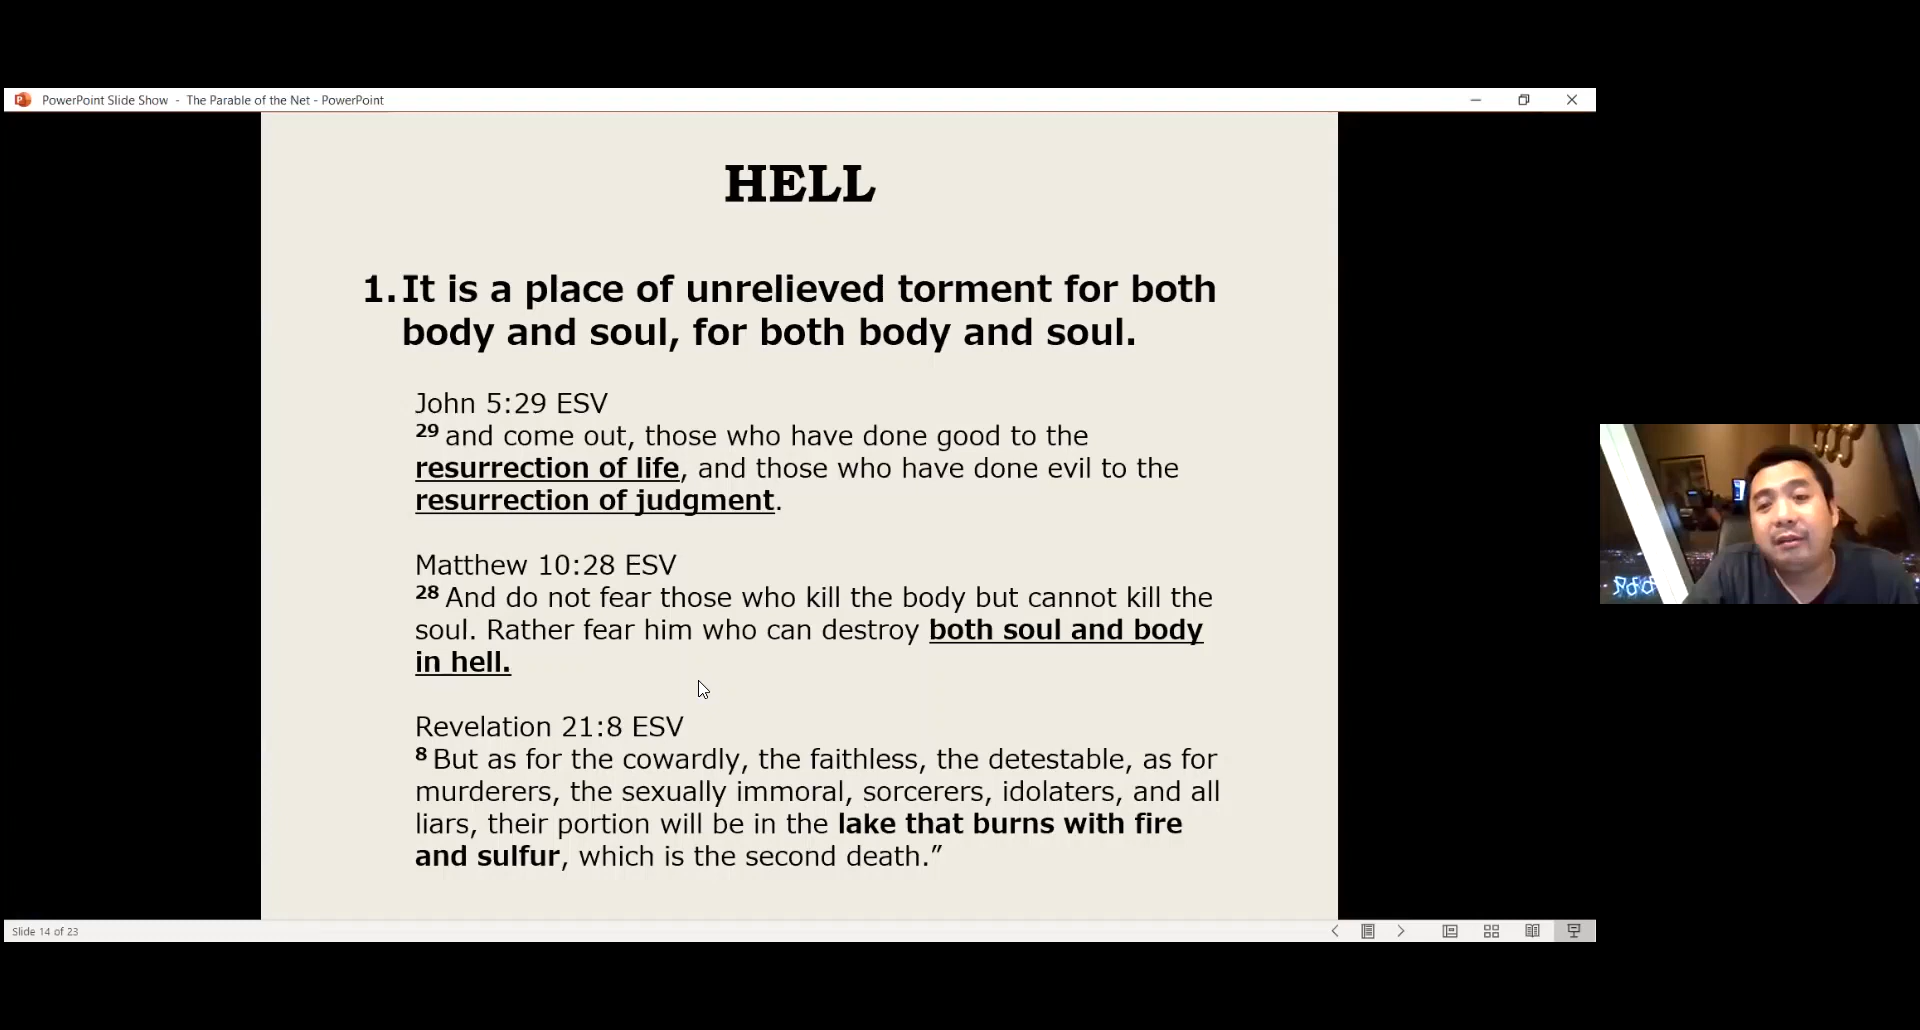 PowerPoint Slide Show - The Parable of the Net - PowerPoint
HELL
1. It is a place of unrelieved torment for both
body and soul, for both body and soul.
John 5:29 ESV
29 and come out, those who have done good to the
resurrection of life, and those who have done evil to the
resurrection of judgment.
Matthew 10:28 ESV
28 And do not fear those who kill the body but cannot kill the
soul. Rather fear him who can destroy both soul and body
in hell.
Revelation 21:8 ESV
8 But as for the cowardly, the faithless, the detestable, as for
murderers, the sexually immoral, sorcerers, idolaters, and all
liars, their portion will be in the lake that burns with fire
and sulfur, which is the second death.”
Slide 14 of 23